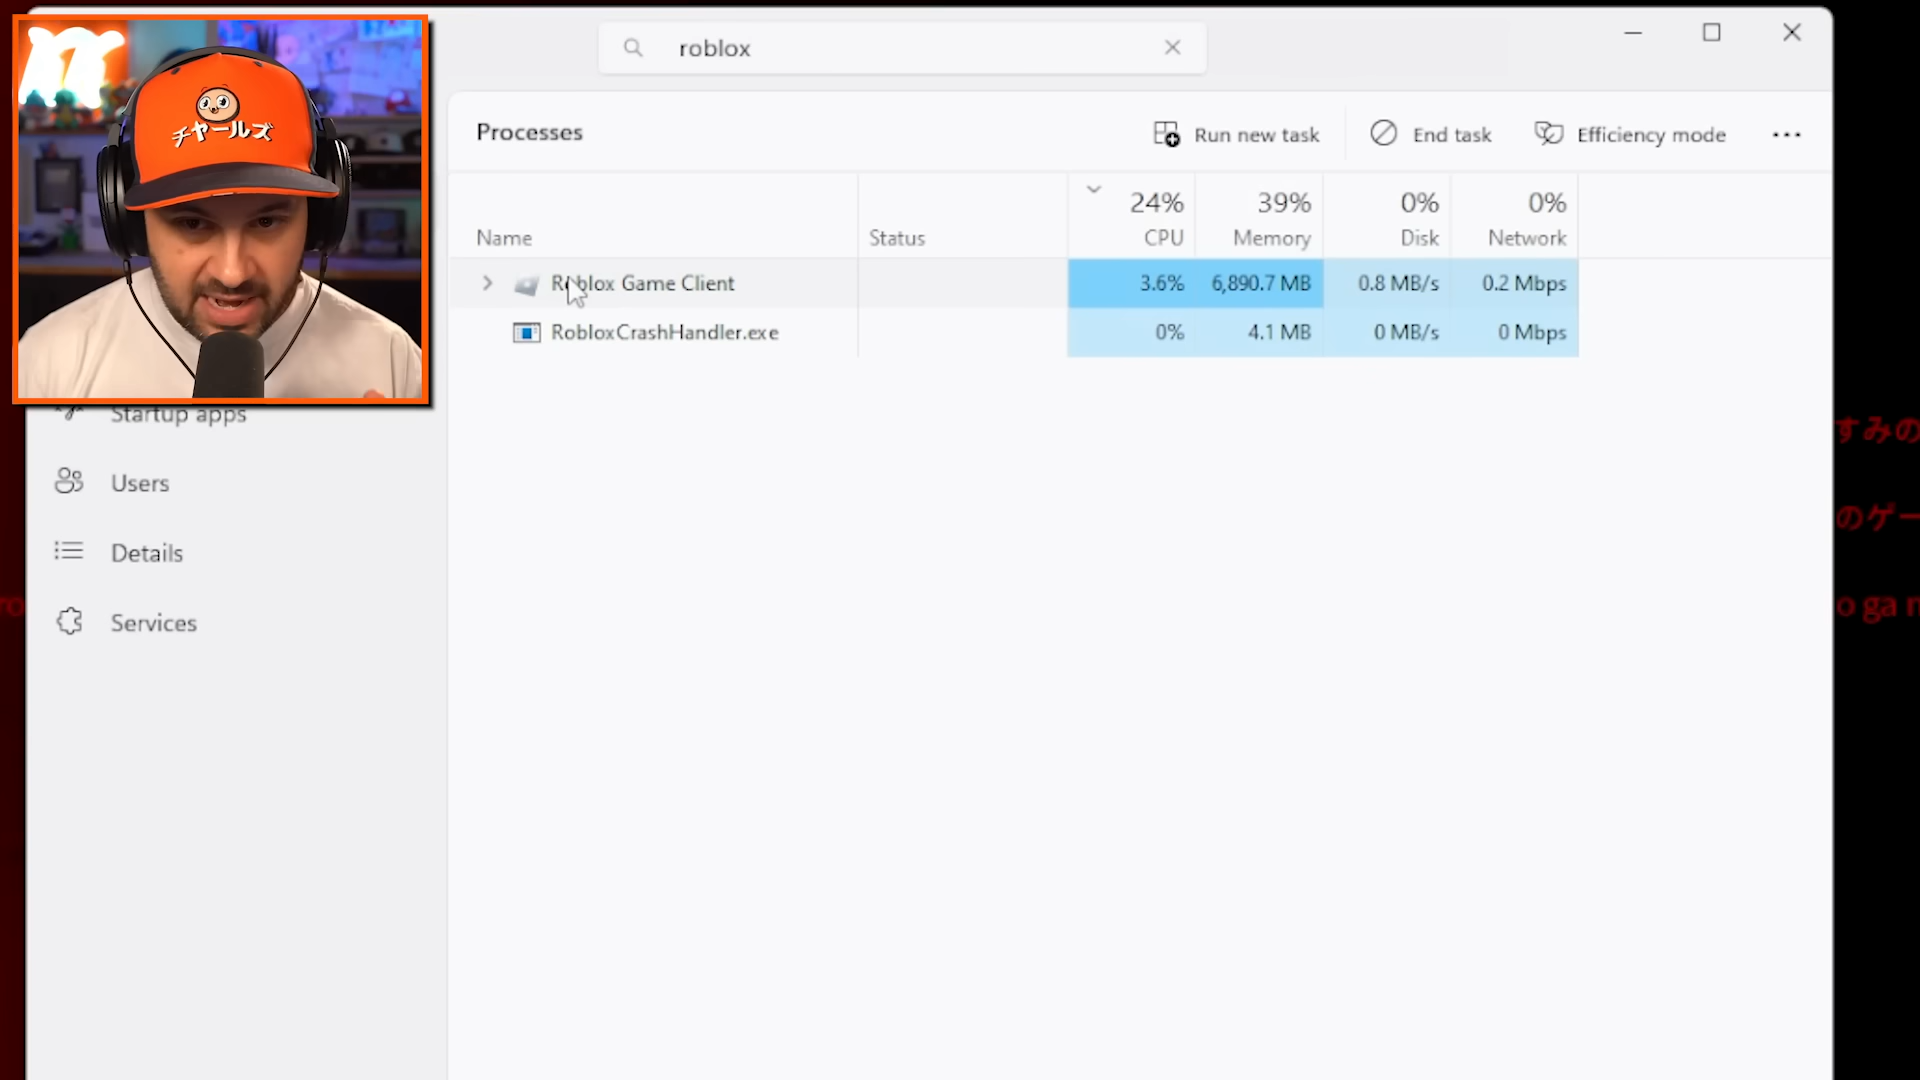 チャールズ
roblox
Processes
Run new task
End task
Efficiency mode
Name
Status
24%
CPU
39%
Memory
0%
Disk
0%
Network
Roblox Game Client
3.6%
6,890.7 MB
0.8 MB/s
0.2 Mbps
RobloxCrashHandler.exe
0%
4.1 MB
0 MB/s
0 Mbps
Startup apps
Users
Details
Services
すみの
のゲー
ro
o ga